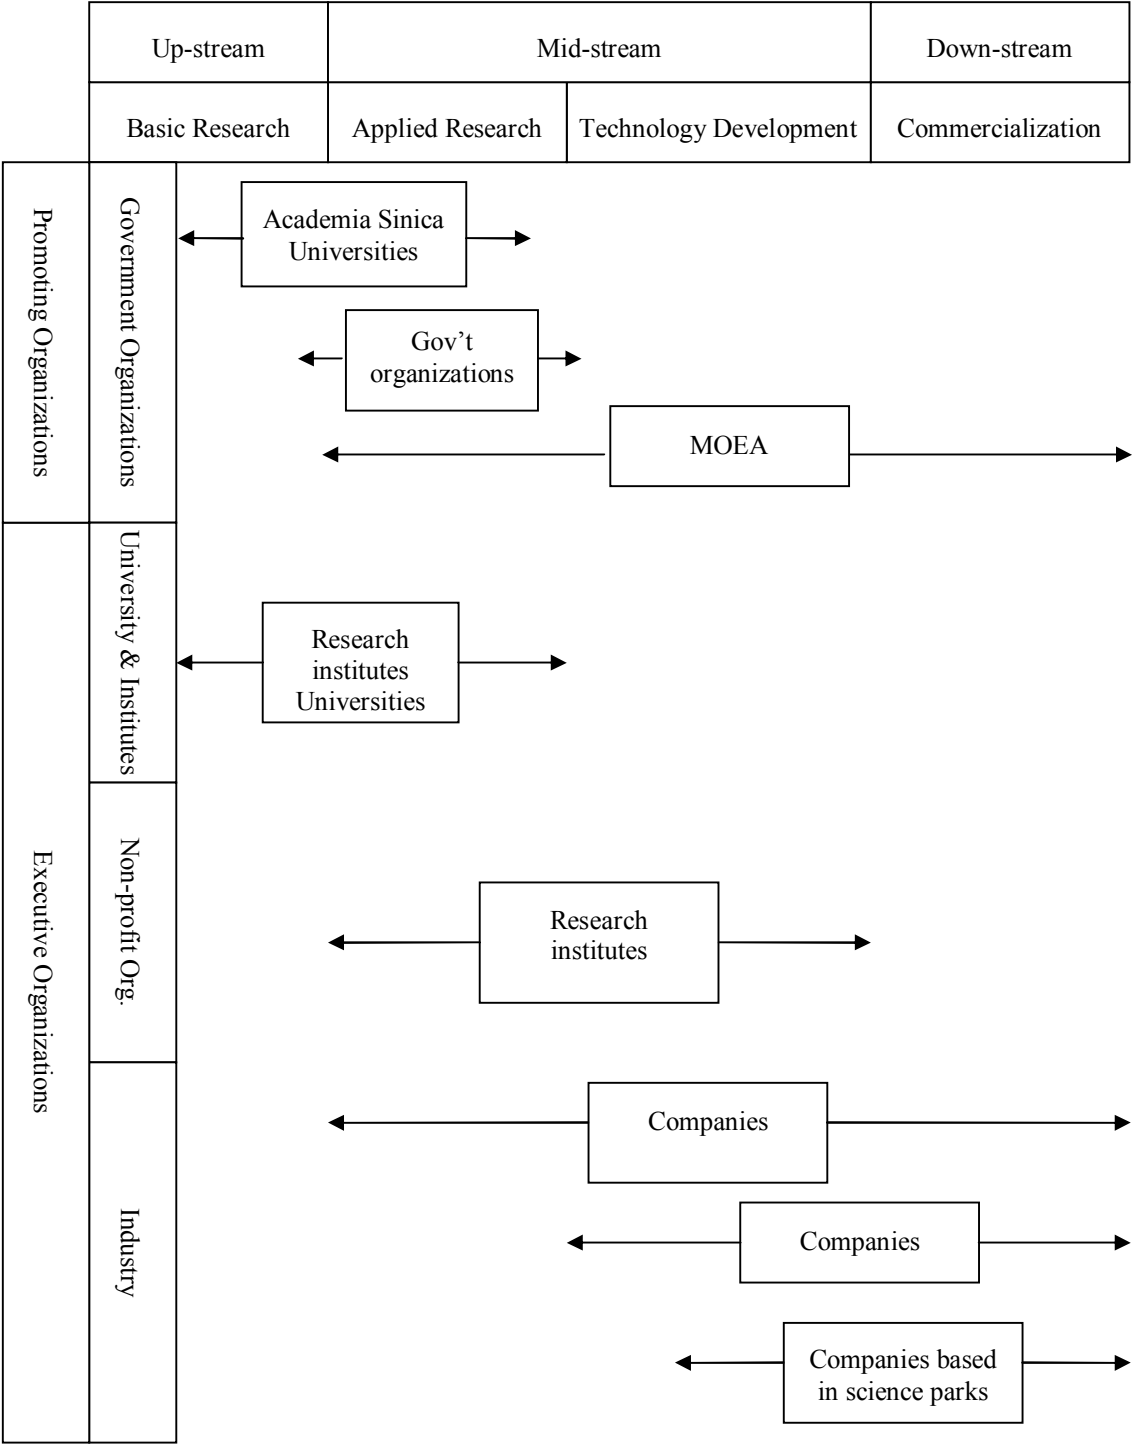 Up-stream
Mid-stream
Down-stream
Basic Research
Applied Research
Technology Development
Commercialization
Promoting Organizations
Government Organizations
Academia Sinica
Universities
Gov’t
organizations
MOEA
Executive Organizations
University & Institutes
Research
institutes
Universities
Non-profit Org.
Research
institutes
Industry
Companies
Companies
Companies based
in science parks